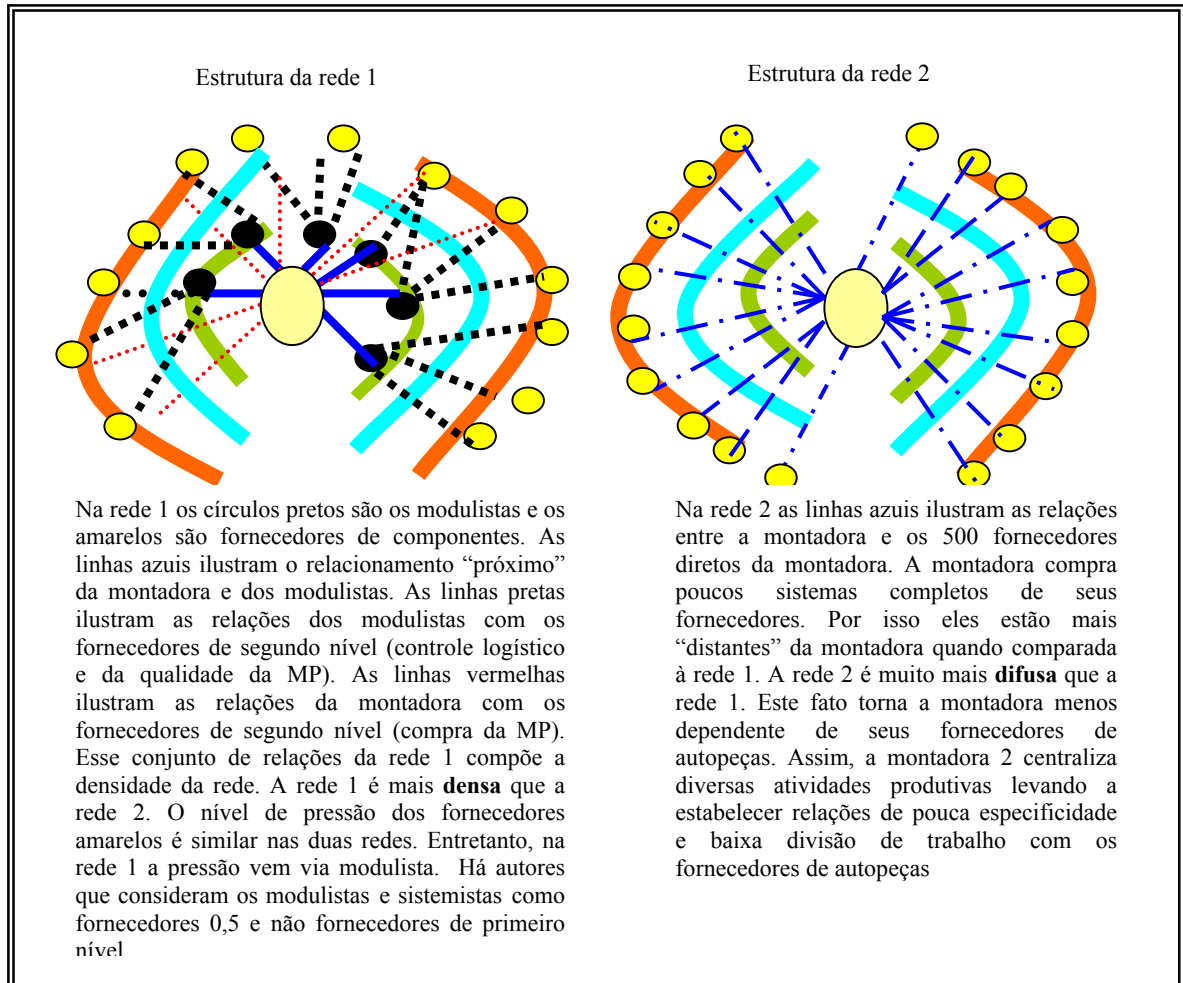 Estrutura da rede 1
Estrutura da rede 2
Na rede 1 os círculos pretos são os modulistas e os
amarelos são fornecedores de componentes. As
linhas azuis ilustram o relacionamento “próximo”
da montadora e dos modulistas. As linhas pretas
ilustram as relações dos modulistas com os
fornecedores de segundo nível (controle logístico
e da qualidade da MP). As linhas vermelhas
ilustram as relações da montadora com os
fornecedores de segundo nível (compra da MP).
Esse conjunto de relações da rede 1 compõe a
densidade da rede. A rede 1 é mais densa que a
rede 2. O nível de pressão dos fornecedores
amarelos é similar nas duas redes. Entretanto, na
rede 1 a pressão vem via modulista. Há autores
que consideram os modulistas e sistemistas como
fornecedores 0,5 e não fornecedores de primeiro
nível
Na rede 2 as linhas azuis ilustram as relações
entre a montadora e os 500 fornecedores
diretos da montadora. A montadora compra
poucos sistemas completos de seus
fornecedores. Por isso eles estão mais
“distantes” da montadora quando comparada
à rede 1. A rede 2 é muito mais difusa que a
rede 1. Este fato torna a montadora menos
dependente de seus fornecedores de
autopeças. Assim, a montadora 2 centraliza
diversas atividades produtivas levando a
estabelecer relações de pouca especificidade
e baixa divisão de trabalho com os
fornecedores de autopeças